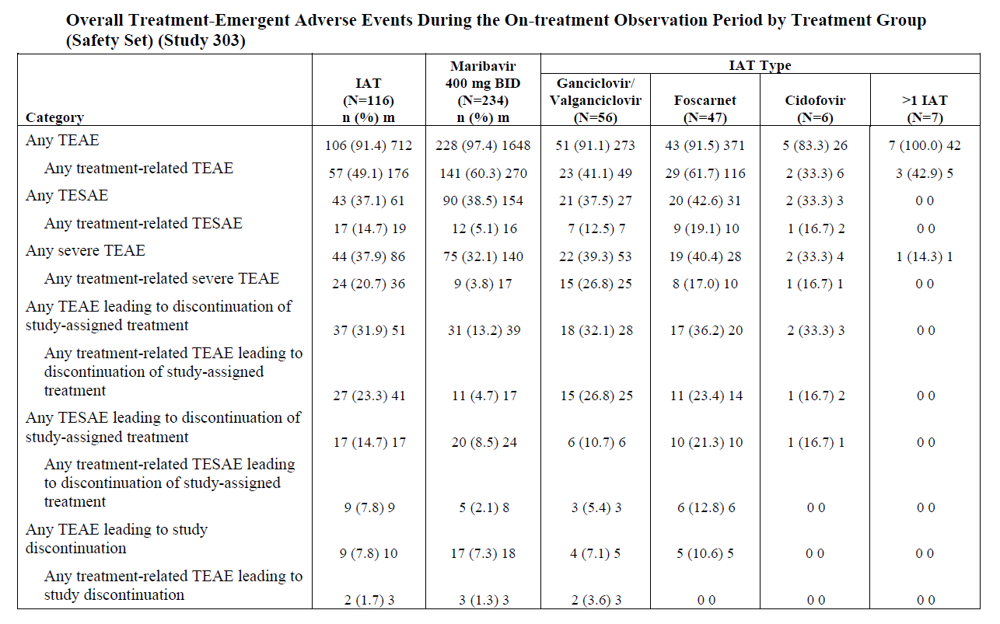 Overall Treatment-Emergent Adverse Events During the On-treatment Observation Period by Treatment Group
(Safety Set) (Study 303)
Category
IAT
(N=116)
n (%) m
Maribavir
400 mg BID
(N=234)
n (%) m
IAT Type
Ganciclovir/
Valganciclovir
(N=56)
Foscarnet
(N=47)
Cidofovir
(N=6)
>1 IAT
(N=7)
Any TEAE 106 (91.4) 712 228 (97.4) 1648 51 (91.1) 273 43 (91.5) 371 5 (83.3) 26 7 (100.0) 42
Any treatment-related TEAE 57 (49.1) 176 141 (60.3) 270 23 (41.1) 49 29 (61.7) 116 2 (33.3) 6 3 (42.9) 5
Any TESAE 43 (37.1) 61 90 (38.5) 154 21 (37.5) 27 20 (42.6) 31 2 (33.3) 3 0 0
Any treatment-related TESAE 17 (14.7) 19 12 (5.1) 16 7 (12.5) 7 9 (19.1) 10 1 (16.7) 2 0 0
Any severe TEAE 44 (37.9) 86 75 (32.1) 140 22 (39.3) 53 19 (40.4) 28 2 (33.3) 4 1 (14.3) 1
Any treatment-related severe TEAE 24 (20.7) 36 9 (3.8) 17 15 (26.8) 25 8 (17.0) 10 1 (16.7) 1 0 0
Any TEAE leading to discontinuation of
study-assigned treatment 37 (31.9) 51 31 (13.2) 39 18 (32.1) 28 17 (36.2) 20 2 (33.3) 3 0 0
Any treatment-related TEAE leading to
discontinuation of study-assigned
treatment 27 (23.3) 41 11 (4.7) 17 15 (26.8) 25 11 (23.4) 14 1 (16.7) 2 0 0
Any TESAE leading to discontinuation of
study-assigned treatment 17 (14.7) 17 20 (8.5) 24 6 (10.7) 6 10 (21.3) 10 1 (16.7) 1 0 0
Any treatment-related TESAE leading
to discontinuation of study-assigned
treatment 9 (7.8) 9 5 (2.1) 8 3 (5.4) 3 6 (12.8) 6 0 0 0 0
Any TEAE leading to study
discontinuation 9 (7.8) 10 17 (7.3) 18 4 (7.1) 5 5 (10.6) 5 0 0 0 0
Any treatment-related TEAE leading to
study discontinuation 2 (1.7) 3 3 (1.3) 3 2 (3.6) 3 0 0 0 0 0 0